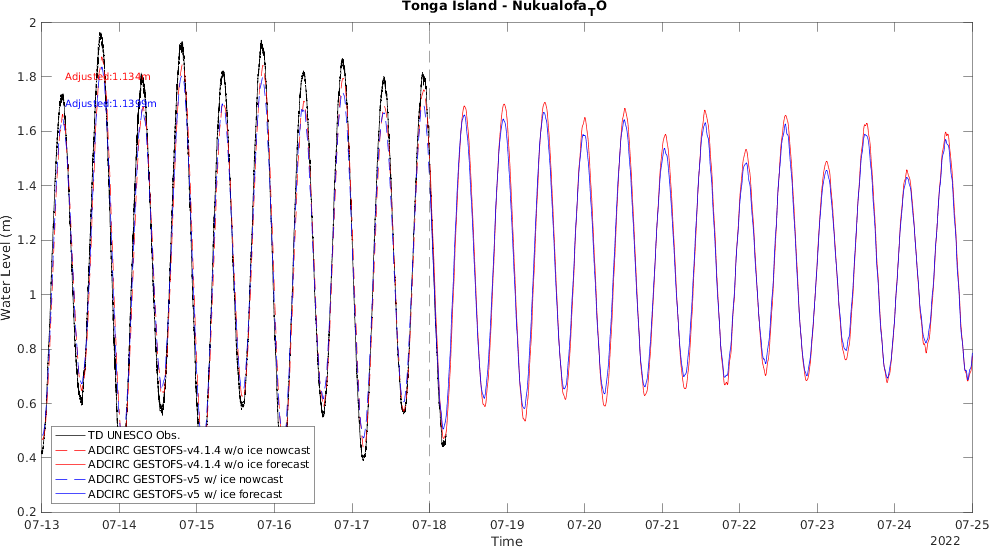 Tonga Island - NukualofaTO
Water Level (m)
2
1.8
1.6
1.4
1.2
1
0.8
0.6
0.4
0.2
Adjusted:1.134m
Adjusted:1.1399m
TD UNESCO Obs.
ADCIRC GESTOFS-v4.1.4 w/o ice nowcast
ADCIRC GESTOFS-v4.1.4 w/o ice forecast
ADCIRC GESTOFS-v5 w/ ice nowcast
ADCIRC GESTOFS-v5 w/ ice forecast
07-13 07-14 07-15 07-16 07-17 07-18 07-19 07-20 07-21 07-22 07-23 07-24 07-25
Time
2022